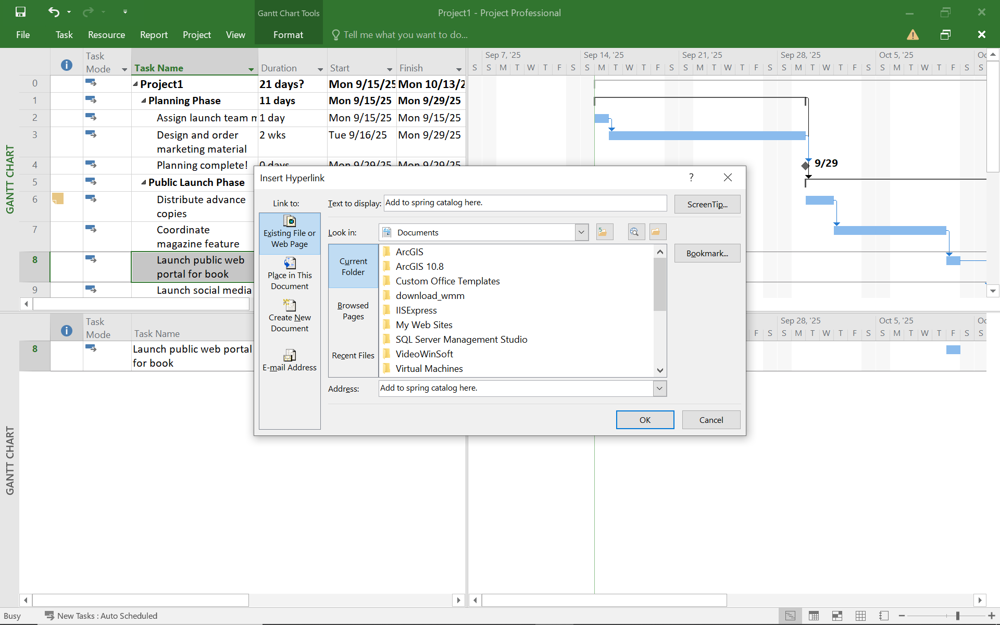 Gantt Chart Tools
Project1 - Project Professional
File Task Resource Report Project View Format Tell me what you want to do...
Sep 7, '25 Sep 14, '25 Sep 21, '25 Sep 28, '25 Oct 5, '25
Task Mode Task Name Duration Start Finish
S S M T W T F S S M T W T F S S M T W T F S S M T W T F S S M T W T F S S
0 Project1 21 days? Mon 9/15/25 Mon 10/13/2
1 Planning Phase 11 days Mon 9/15/25 Mon 9/29/25
2 Assign launch team m 1 day Mon 9/15/25 Mon 9/15/25
3 Design and order marketing material 2 wks Tue 9/16/25 Mon 9/29/25
4 Planning complete! 0 days Mon 9/29/25 Mon 9/29/25
9/29
5 Public Launch Phase
6 Distribute advance copies
7 Coordinate magazine feature
8 Launch public web portal for book
9 Launch social media
GANTT CHART
Insert Hyperlink ?
Link to:
Existing File or Web Page
Place in This Document
Create New Document
E-mail Address
Text to display: Add to spring catalog here. ScreenTip...
Look in: Documents
Current Folder
Browsed Pages
Recent Files
ArcGIS
ArcGIS 10.8
Custom Office Templates
download_wmm
IISExpress
My Web Sites
SQL Server Management Studio
VideoWinSoft
Virtual Machines
Bookmark...
Address: Add to spring catalog here.
OK Cancel
Task Mode Task Name
Sep 28, '25 Oct 5, '25
F S S M T W T F S S M T W T F S S
8 Launch public web portal for book
GANTT CHART
Busy New Tasks : Auto Scheduled